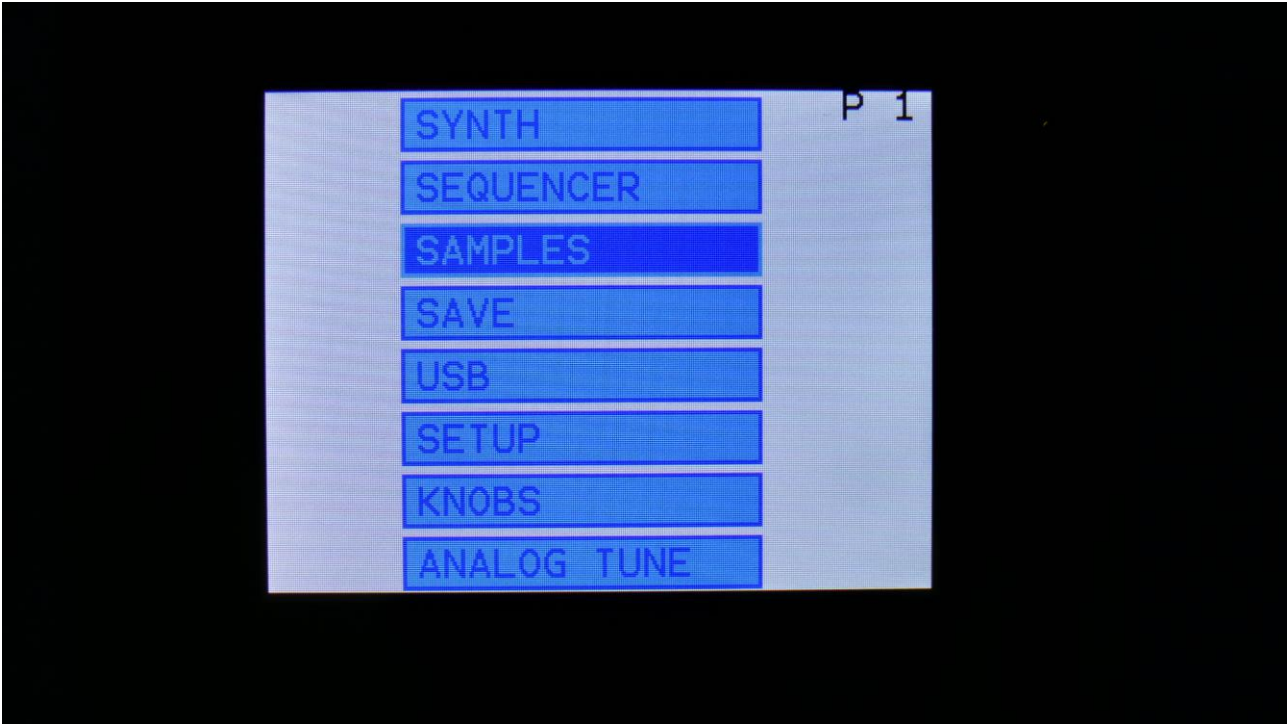 P 1
SYNTH
SEQUENCER
SAMPLES
SAVE
USB
SETUP
KNOBS
ANALOG TUNE